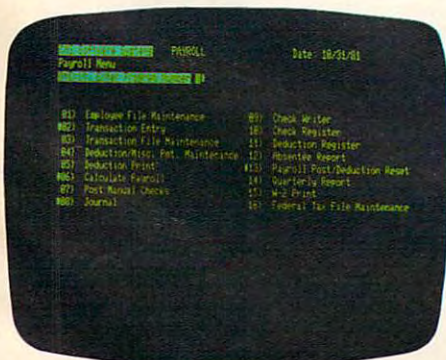 PAYROLL Date: 10/31/81
Payroll Menu
01) Employee File Maintenance
#02) Transaction Entry
03) Transaction File Maintenance
04) Deduction/Misc. Pmt. Maintenance
05) Deduction Print
#06) Calculate Payroll
07) Post Manual Checks
#08) Journal
09) Check Writer
10) Check Register
11) Deduction Register
12) Absentee Report
#13) Payroll Post/Deduction Reset
14) Quarterly Report
15) W-2 Print
16) Federal Tax File Maintenance